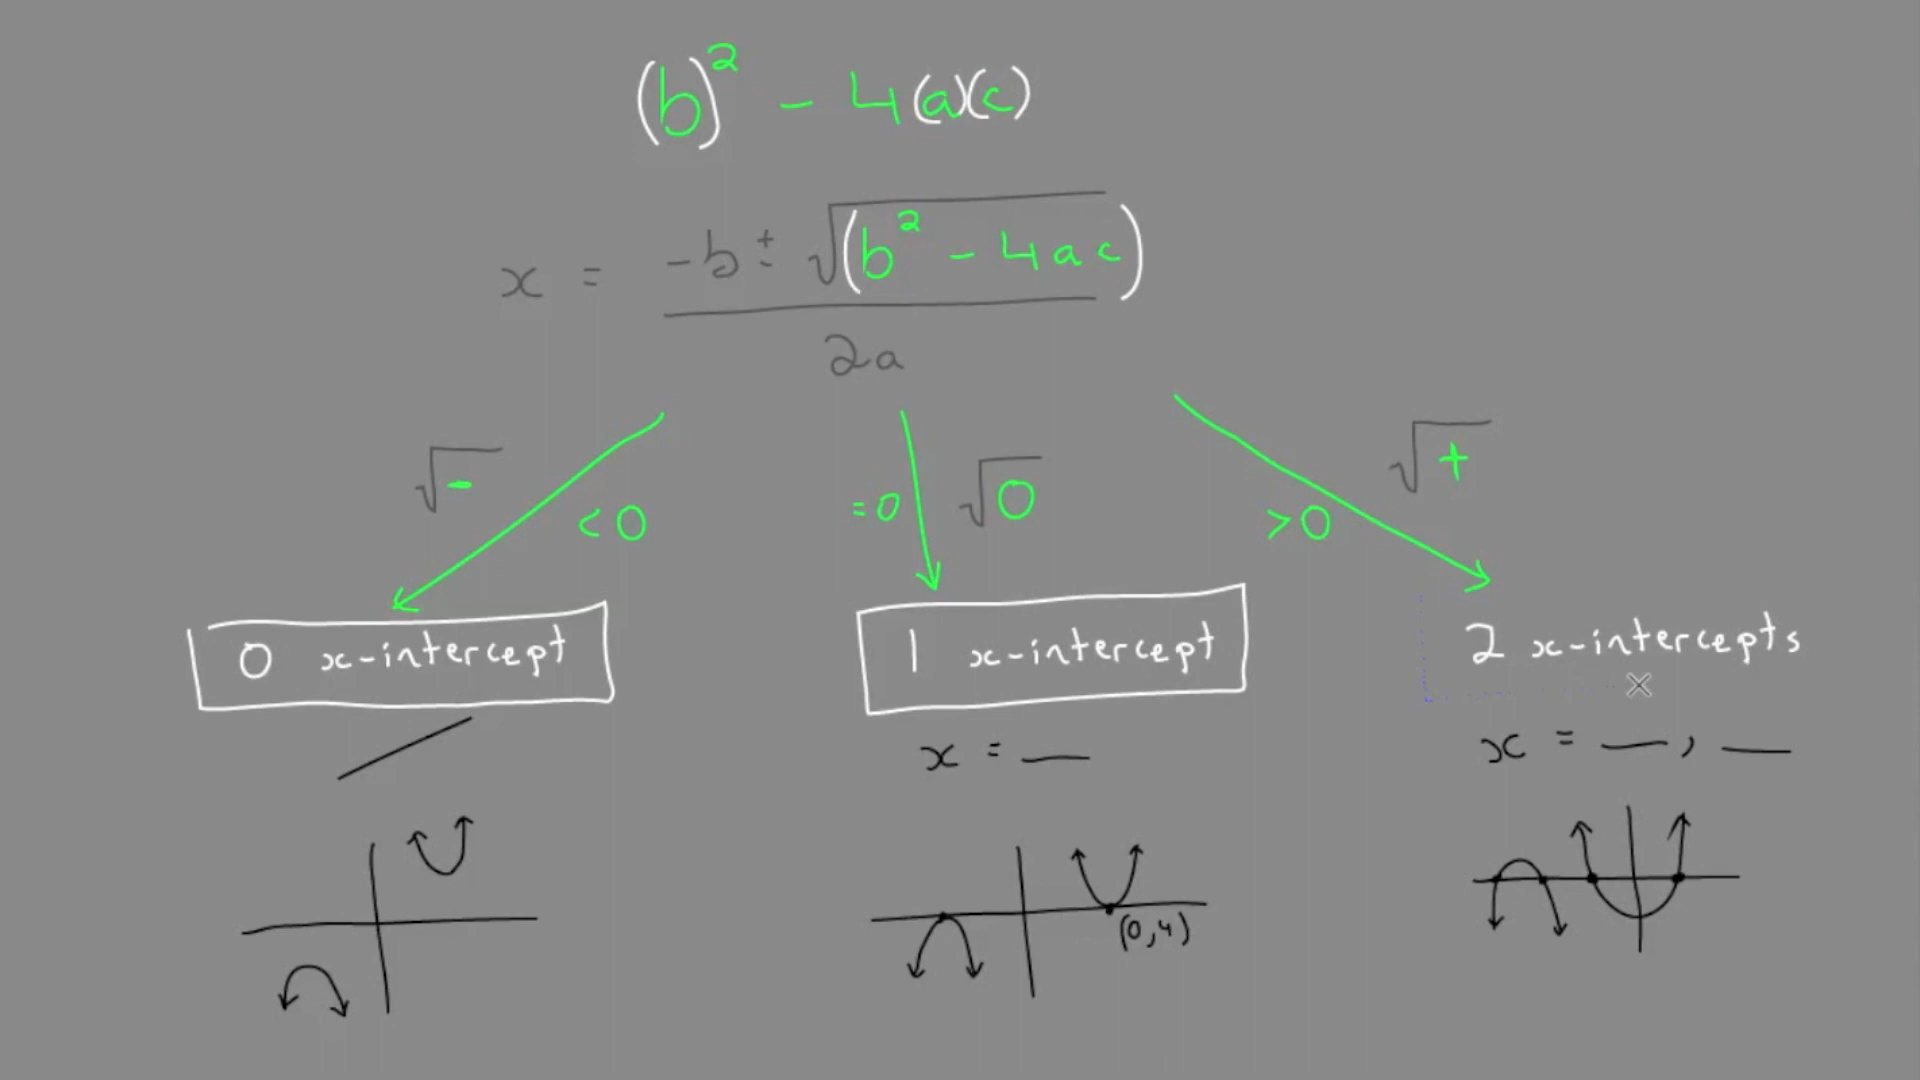 (b)² - 4(a)(c)
x = -b ± √(b² - 4ac) / 2a
√- < 0
= 0 √0
> 0 √+
0 x-intercept
1 x-intercept
2 x-intercepts
x = __
x = __, __
(0,4)